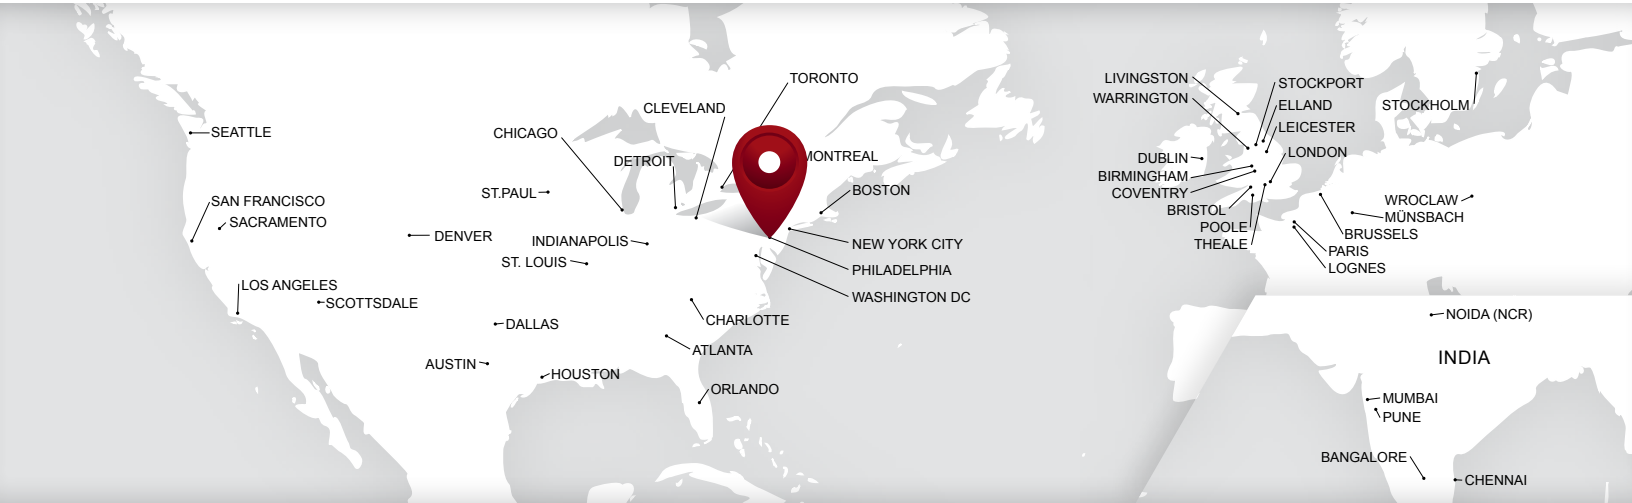 TORONTO
CLEVELAND
CHICAGO
SEATTLE
DETROIT
MONTREAL
ST.PAUL
BOSTON
SAN FRANCISCO
SACRAMENTO
DENVER
INDIANAPOLIS
NEW YORK CITY
ST. LOUIS
PHILADELPHIA
LOS ANGELES
SCOTTSDALE
WASHINGTON DC
DALLAS
CHARLOTTE
ATLANTA
AUSTIN
HOUSTON
ORLANDO
LIVINGSTON
STOCKPORT
WARRINGTON
ELLAND
STOCKHOLM
LEICESTER
DUBLIN
LONDON
BIRMINGHAM
COVENTRY
WROCLAW
BRISTOL
MÜNSBACH
POOLE
BRUSSELS
THEALE
PARIS
LOGNES
NOIDA (NCR)
INDIA
MUMBAI
PUNE
BANGALORE
CHENNAI